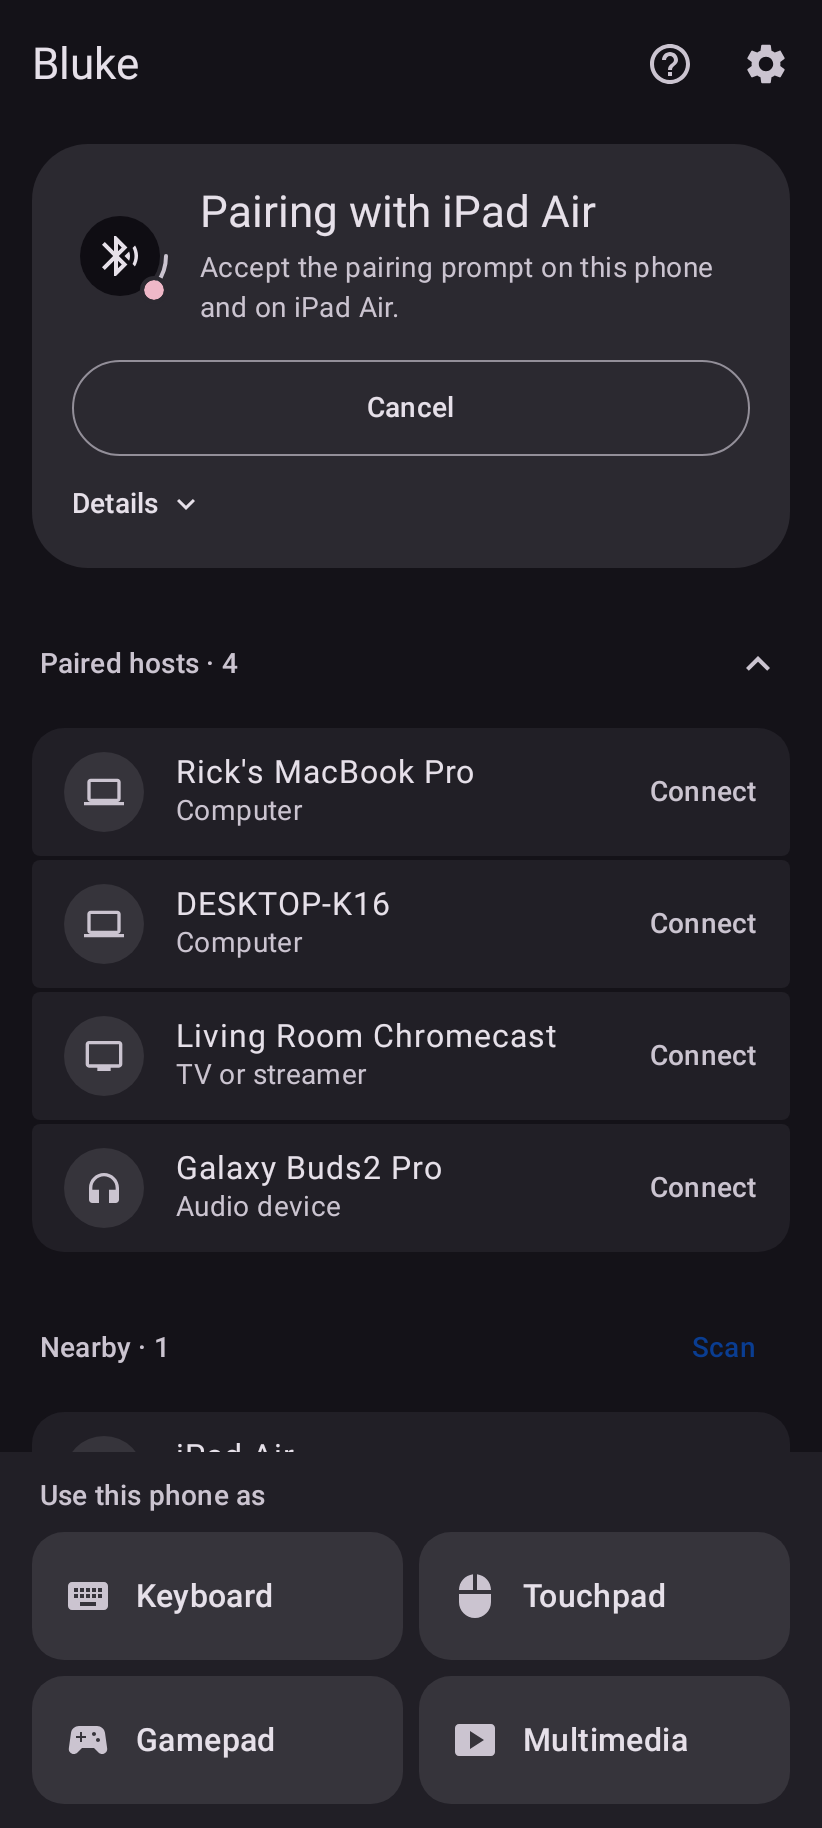 Bluke
Pairing with iPad Air
Accept the pairing prompt on this phone
and on iPad Air.
Cancel
Details
Paired hosts · 4
Rick's MacBook Pro
Computer
Connect
DESKTOP-K16
Computer
Connect
Living Room Chromecast
TV or streamer
Connect
Galaxy Buds2 Pro
Audio device
Connect
Nearby · 1
Scan
iPad Air
Use this phone as
Keyboard
Touchpad
Gamepad
Multimedia